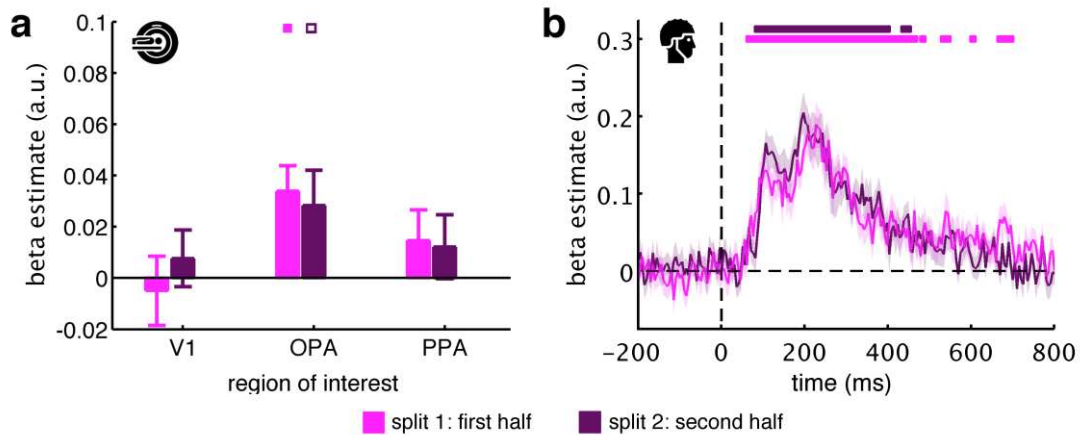 a
b
beta estimate (a.u.)
0.1
0.08
0.06
0.04
0.02
0
-0.02
V1
OPA
PPA
region of interest
beta estimate (a.u.)
0.3
0.2
0.1
0
−200
0
200
400
600
800
time (ms)
split 1: first half
split 2: second half